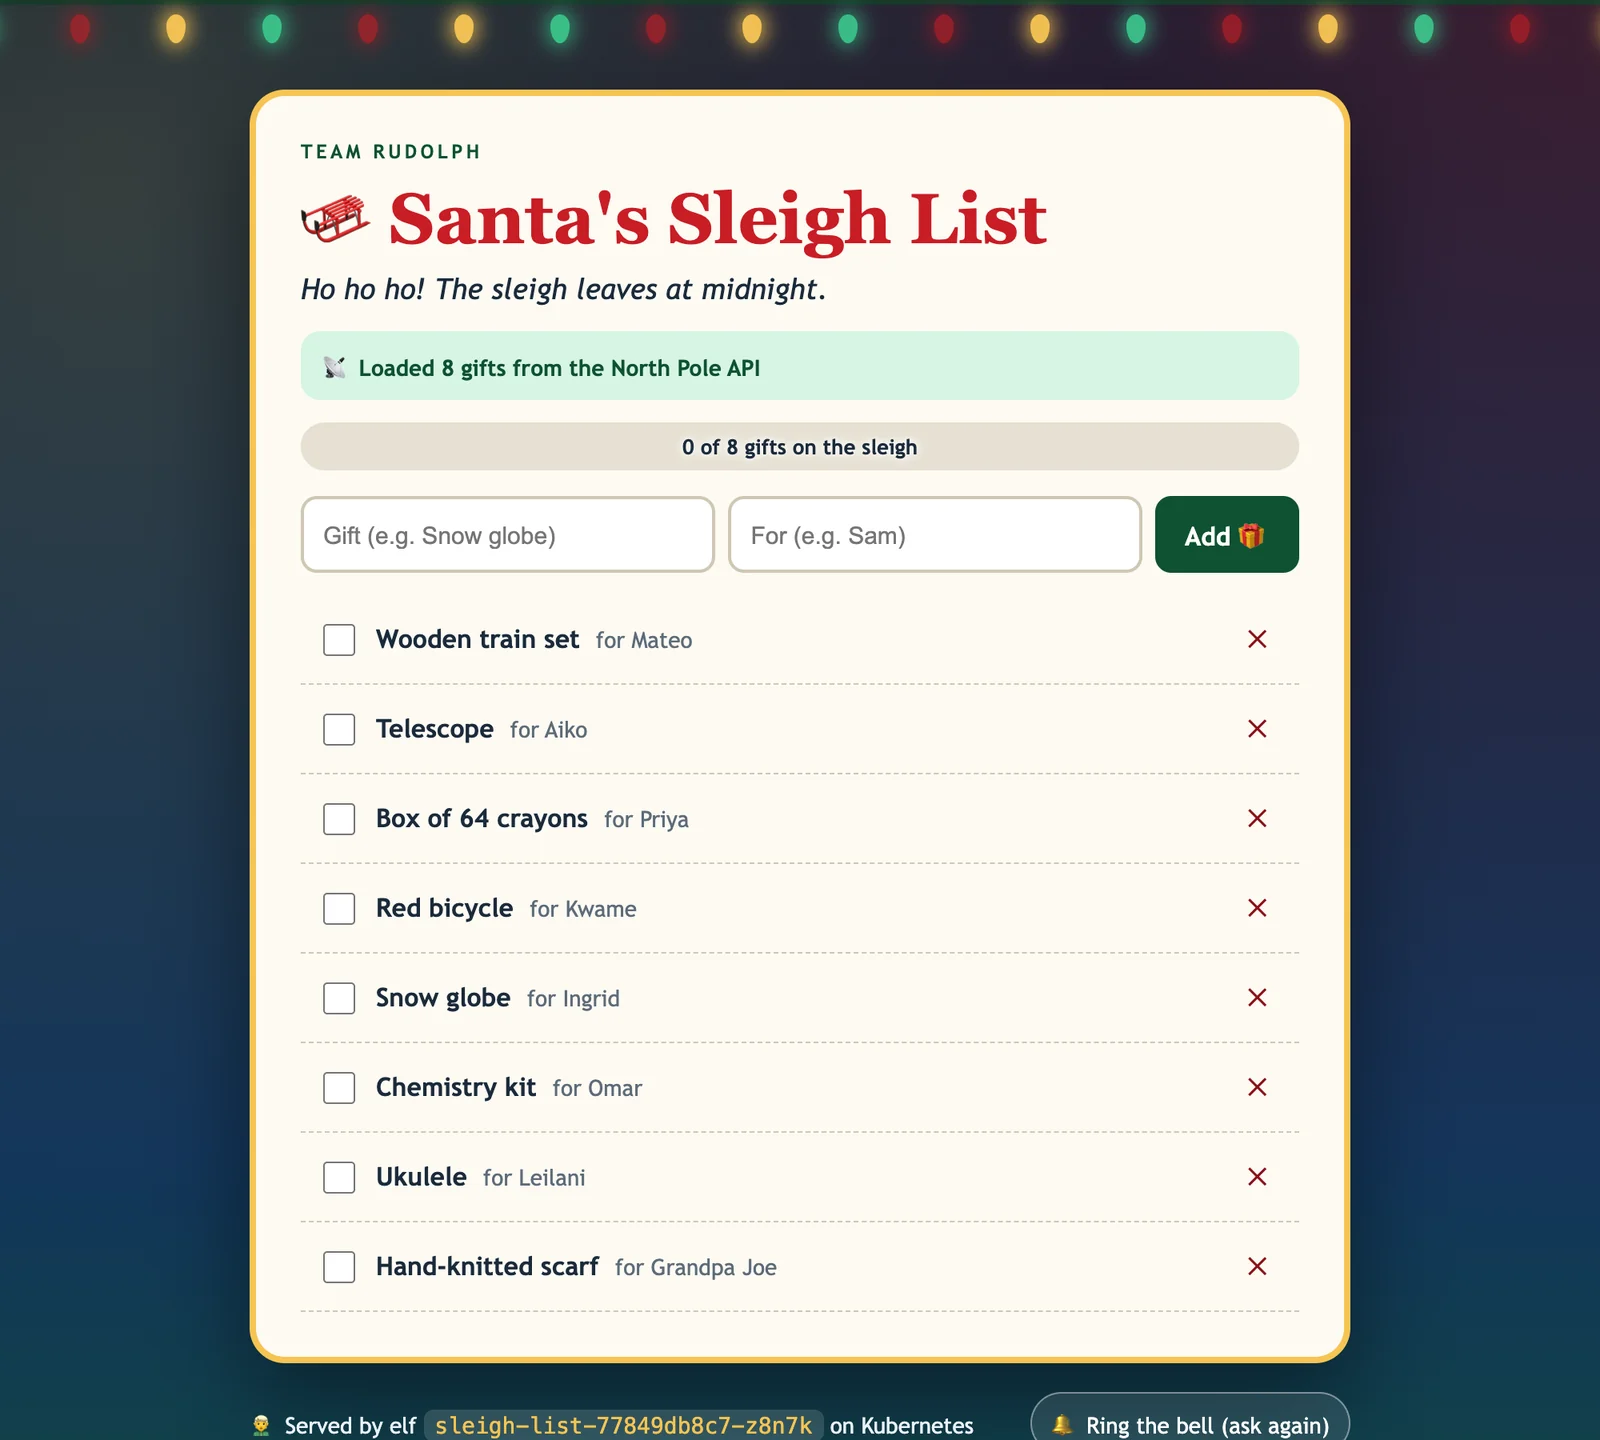 TEAM RUDOLPH
Santa's Sleigh List
Ho ho ho! The sleigh leaves at midnight.
Loaded 8 gifts from the North Pole API
0 of 8 gifts on the sleigh
Gift (e.g. Snow globe)
For (e.g. Sam)
Add
Wooden train set for Mateo
Telescope for Aiko
Box of 64 crayons for Priya
Red bicycle for Kwame
Snow globe for Ingrid
Chemistry kit for Omar
Ukulele for Leilani
Hand-knitted scarf for Grandpa Joe
Served by elf sleigh-list-77849db8c7-z8n7k on Kubernetes
Ring the bell (ask again)